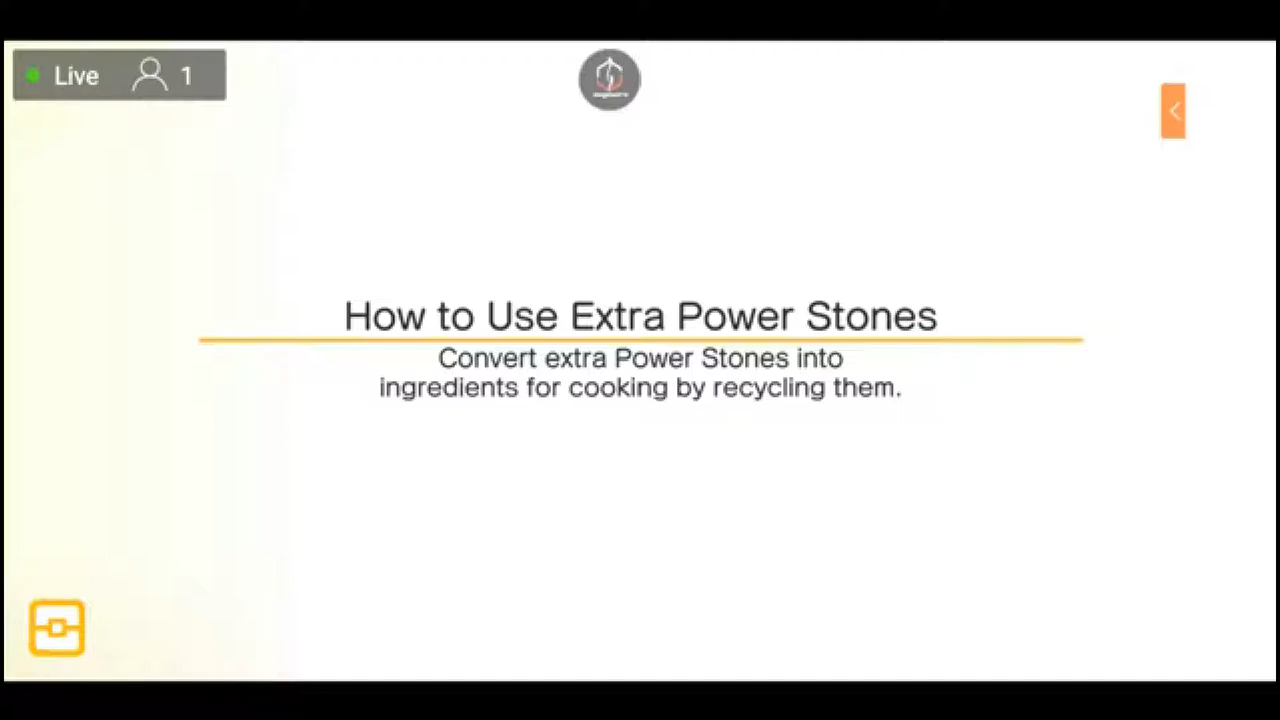 Live 1
How to Use Extra Power Stones
Convert extra Power Stones into
ingredients for cooking by recycling them.